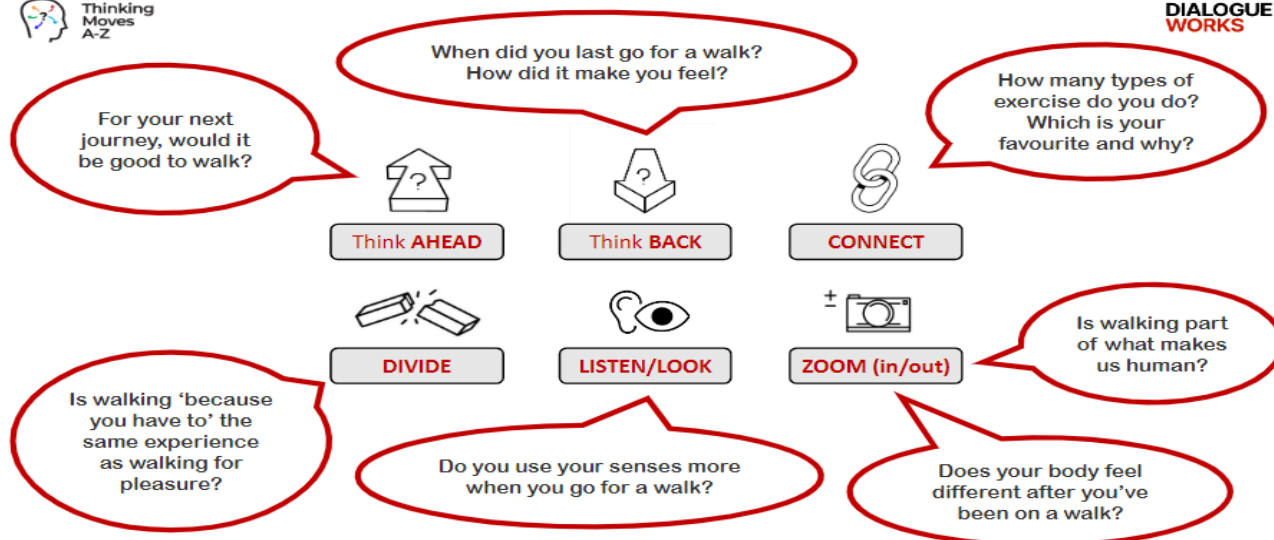 Thinking
Moves
A-Z
DIALOGUE
WORKS
When did you last go for a walk?
How did it make you feel?
How many types of
exercise do you do?
Which is your
favourite and why?
For your next
journey, would it
be good to walk?
?
?
Think AHEAD
Think BACK
CONNECT
DIVIDE
LISTEN/LOOK
ZOOM (in/out)
Is walking part
of what makes
us human?
Is walking ‘because
you have to’ the
same experience
as walking for
pleasure?
Do you use your senses more
when you go for a walk?
Does your body feel
different after you’ve
been on a walk?